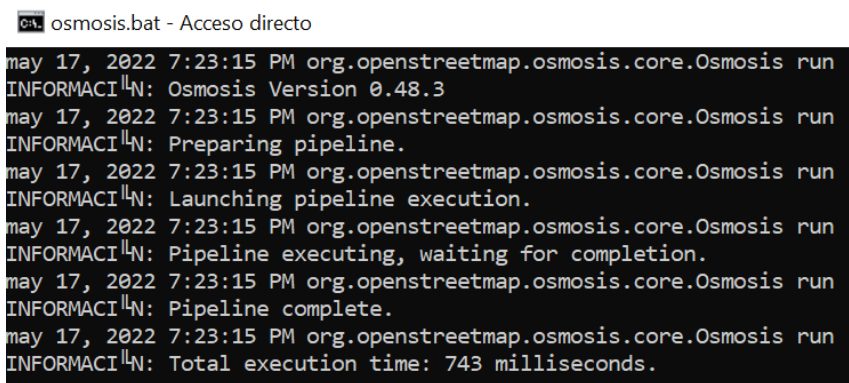 osmosis.bat - Acceso directo
may 17, 2022 7:23:15 PM org.openstreetmap.osmosis.core.Osmosis run
INFORMACI╙N: Osmosis Version 0.48.3
may 17, 2022 7:23:15 PM org.openstreetmap.osmosis.core.Osmosis run
INFORMACI╙N: Preparing pipeline.
may 17, 2022 7:23:15 PM org.openstreetmap.osmosis.core.Osmosis run
INFORMACI╙N: Launching pipeline execution.
may 17, 2022 7:23:15 PM org.openstreetmap.osmosis.core.Osmosis run
INFORMACI╙N: Pipeline executing, waiting for completion.
may 17, 2022 7:23:15 PM org.openstreetmap.osmosis.core.Osmosis run
INFORMACI╙N: Pipeline complete.
may 17, 2022 7:23:15 PM org.openstreetmap.osmosis.core.Osmosis run
INFORMACI╙N: Total execution time: 743 milliseconds.